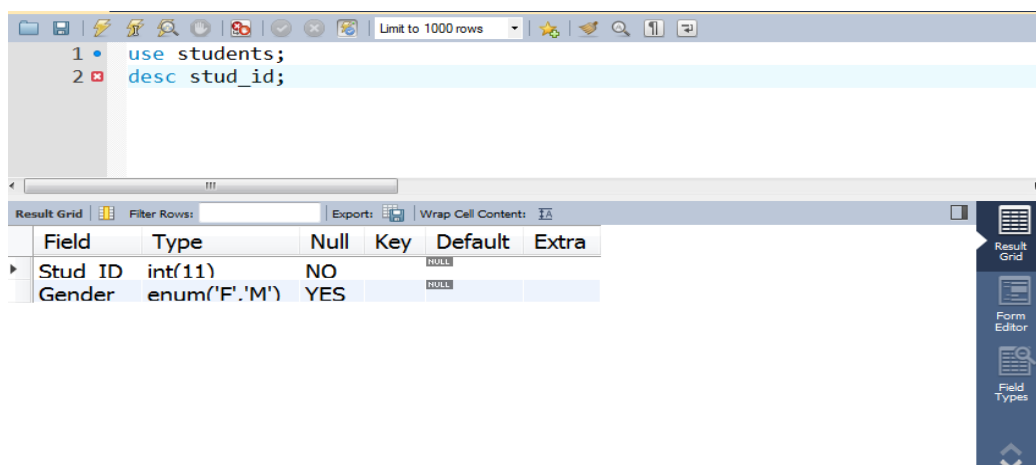 Limit to 1000 rows
1 use students;
2 desc stud_id;
Result Grid Filter Rows: Export: Wrap Cell Content:
Field Type Null Key Default Extra
Stud_ID int(11) NO NULL
Gender enum('F','M') YES NULL
Result
Grid
Form
Editor
Field
Types